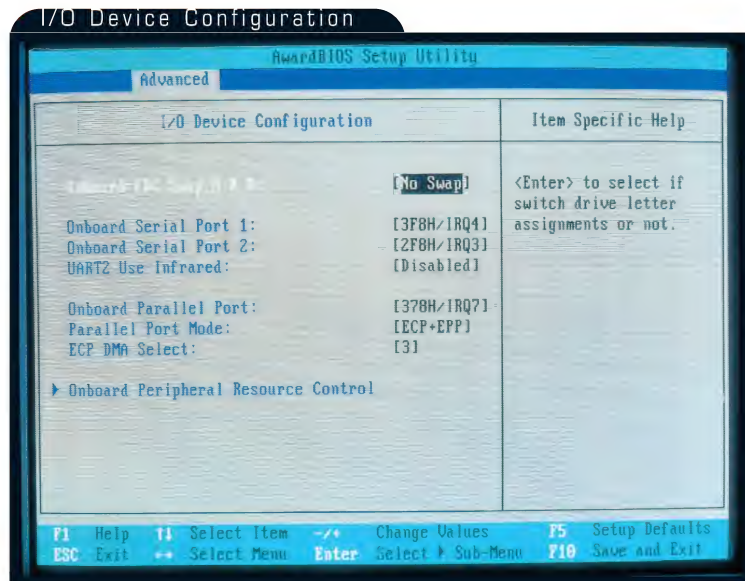 I/O Device Configuration
AwardBIOS Setup Utility
Advanced
I/O Device Configuration
Item Specific Help
[No Swap]
<Enter> to select if
switch drive letter
assignments or not.
Onboard Serial Port 1: [3F8H/IRQ4]
Onboard Serial Port 2: [2F8H/IRQ3]
UART2 Use Infrared: [Disabled]
Onboard Parallel Port: [378H/IRQ7]
Parallel Port Mode: [ECP+EPP]
ECP DMA Select: [3]
Onboard Peripheral Resource Control
F1 Help ↑↓ Select Item -/+ Change Values F5 Setup Defaults
ESC Exit ↔ Select Menu Enter Select ▶ Sub-Menu F10 Save and Exit